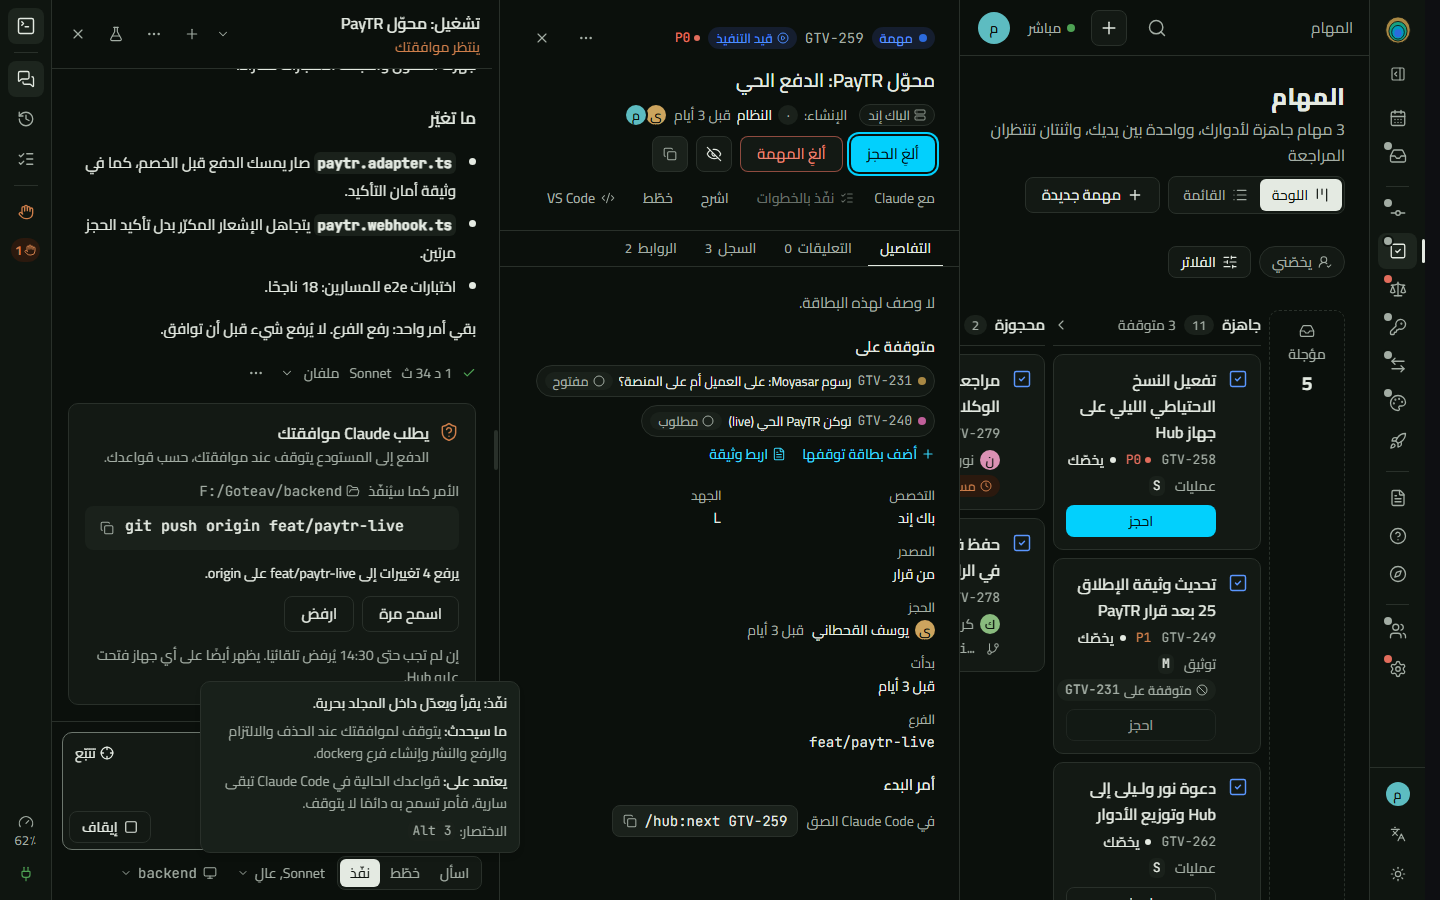 المهام
مباشر
م
المهام
3 مهام جاهزة لأدوارك، وواحدة بين يديك، واثنتان تنتظران
المراجعة
اللوحة
القائمة
مهمة جديدة
يخصّني
الفلاتر
مؤجلة
5
جاهزة
11
3 متوقفة
تفعيل النسخ
الاحتياطي الليلي على
جهاز Hub
GTV-258
P0
يخصّك
عمليات
S
احجز
تحديث وثيقة الإطلاق
25 بعد قرار PayTR
GTV-249
P1
يخصّك
توثيق
M
متوقفة على GTV-231
احجز
دعوة نور وليلى إلى
Hub وتوزيع الأدوار
GTV-262
يخصّك
عمليات
S
محجوزة
2
الوكلا
V-279
ن
نور
حفظ
V-278
ك
م
مهمة
GTV-259
قيد التنفيذ
P0
محوّل PayTR: الدفع الحي
الباك إند
الإنشاء:
النظام
قبل 3 أيام
ي
م
ألغِ الحجز
ألغِ المهمة
مع Claude
نفّذ بالخطوات
اشرح
خطّط
VS Code
التفاصيل
التعليقات 0
السجل 3
الروابط 2
لا وصف لهذه البطاقة.
متوقفة على
GTV-231 رسوم Moyasar: على العميل أم على المنصة؟ مفتوح
GTV-240 توكن PayTR الحي (live) مطلوب
أضف بطاقة توقفها
اربط وثيقة
التخصص
باك إند
الجهد
L
المصدر
من قرار
الحجز
ي
يوسف القحطاني
قبل 3 أيام
بدأت
قبل 3 أيام
الفرع
feat/paytr-live
أمر البدء
في Claude Code الصق
/hub:next GTV-259
تشغيل: محوّل PayTR
ينتظر موافقتك
ما تغيّر
paytr.adapter.ts صار يمسك الدفع قبل الخصم، كما في
وثيقة أمان التأكيد.
paytr.webhook.ts يتجاهل الإشعار المكرّر بدل تأكيد الحجز
مرتين.
اختبارات e2e للمسارين: 18 ناجحًا.
بقي أمر واحد: رفع الفرع. لا يُرفع شيء قبل أن توافق.
1 د 34 ث
Sonnet
ملفان
يطلب Claude موافقتك
الدفع إلى المستودع يتوقف عند موافقتك، حسب قواعدك.
الأمر كما سيُنفّذ
F:/Goteav/backend
git push origin feat/paytr-live
يرفع 4 تغييرات إلى feat/paytr-live على origin.
اسمح مرة
ارفض
إن لم تجب حتى 14:30 يُرفض تلقائيًا. يظهر أيضًا على أي جهاز فتحت
عليه Hub.
نفّذ: يقرأ ويعدّل داخل المجلد بحرية.
ما سيحدث: يتوقف لموافقتك عند الحذف والالتزام
والرفع والنشر وإنشاء فرع وdocker.
يعتمد على: قواعدك الحالية في Claude Code تبقى
سارية، فأمر تسمح به دائمًا لا يتوقف.
الاختصار: Alt 3
تتبّع
إيقاف
اسأل
خطّط
نفّذ
Sonnet, عالٍ
backend
1
62٪